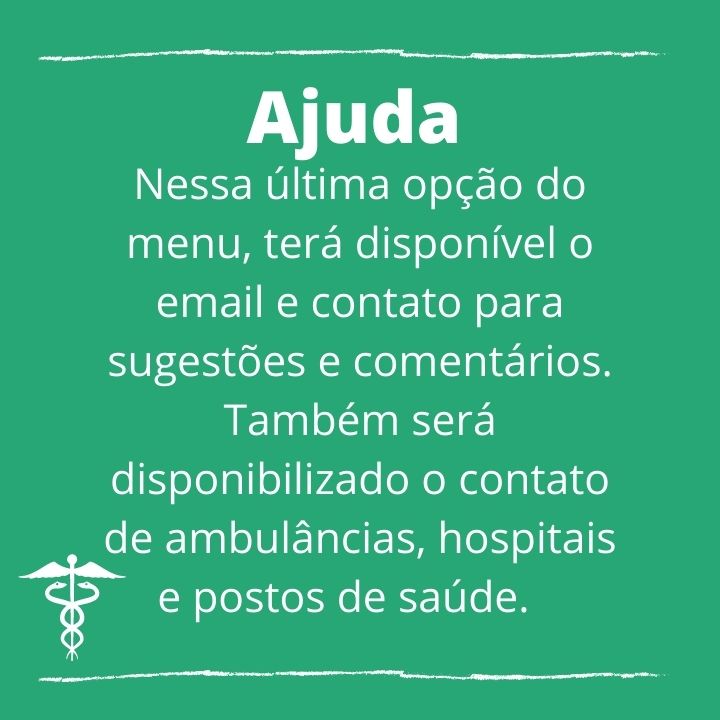 Ajuda
Nessa última opção do
menu, terá disponível o
email e contato para
sugestões e comentários.
Também será
disponibilizado o contato
de ambulâncias, hospitais
e postos de saúde.